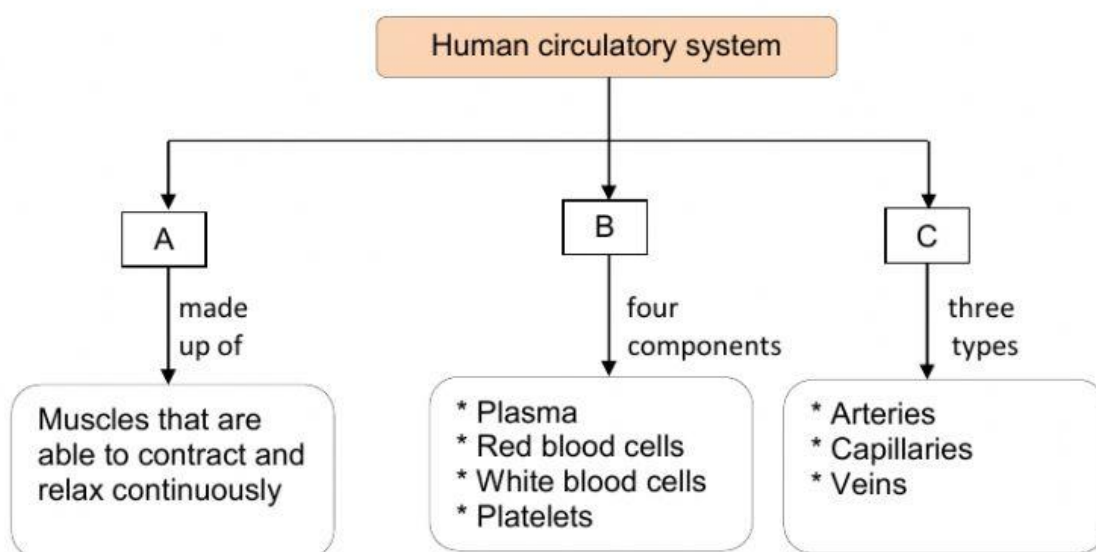 Human circulatory system
A
B
C
made
up of
four
components
three
types
Muscles that are
able to contract and
relax continuously
* Plasma
* Red blood cells
* White blood cells
* Platelets
* Arteries
* Capillaries
* Veins